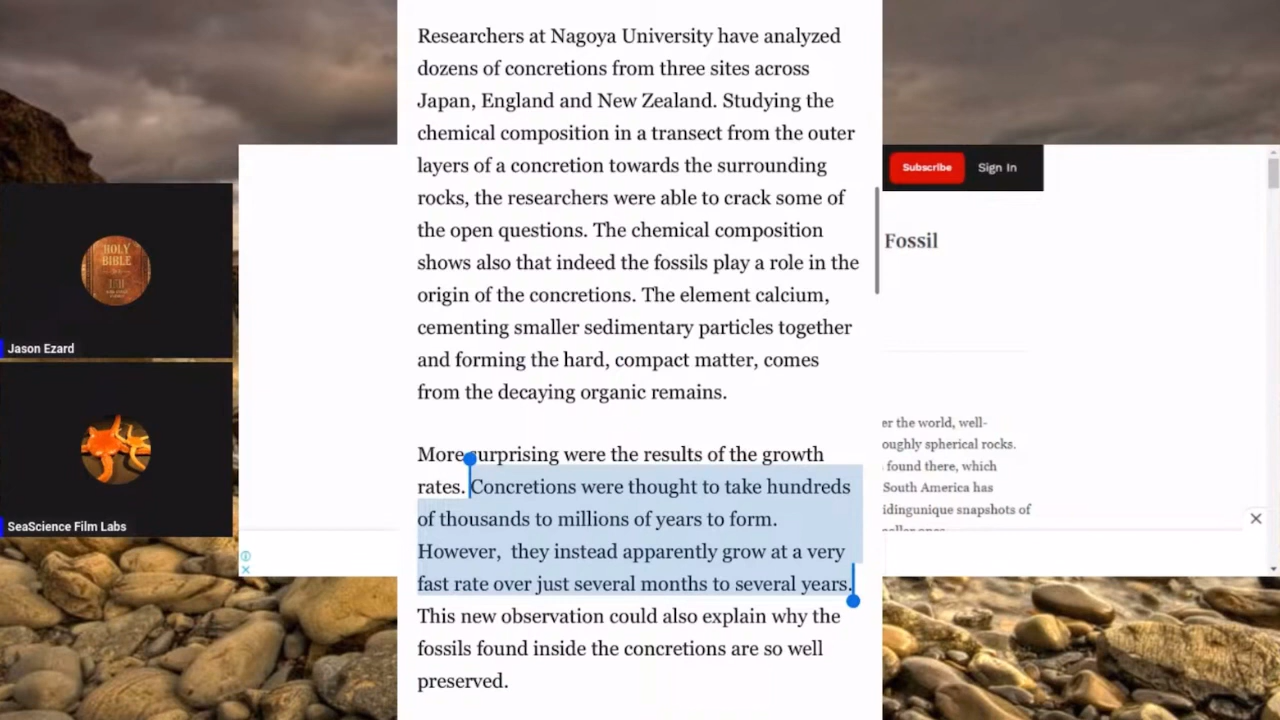 Researchers at Nagoya University have analyzed
dozens of concretions from three sites across
Japan, England and New Zealand. Studying the
chemical composition in a transect from the outer
layers of a concretion towards the surrounding
rocks, the researchers were able to crack some of
the open questions. The chemical composition
shows also that indeed the fossils play a role in the
origin of the concretions. The element calcium,
cementing smaller sedimentary particles together
and forming the hard, compact matter, comes
from the decaying organic remains.
More surprising were the results of the growth
rates. Concretions were thought to take hundreds
of thousands to millions of years to form.
However, they instead apparently grow at a very
fast rate over just several months to several years.
This new observation could also explain why the
fossils found inside the concretions are so well
preserved.
HOLY
BIBLE
Jason Ezard
SeaScience Film Labs
Subscribe Sign In
Fossil
er the world, well-
oughly spherical rocks.
found there, which
South America has
idingunique snapshots of